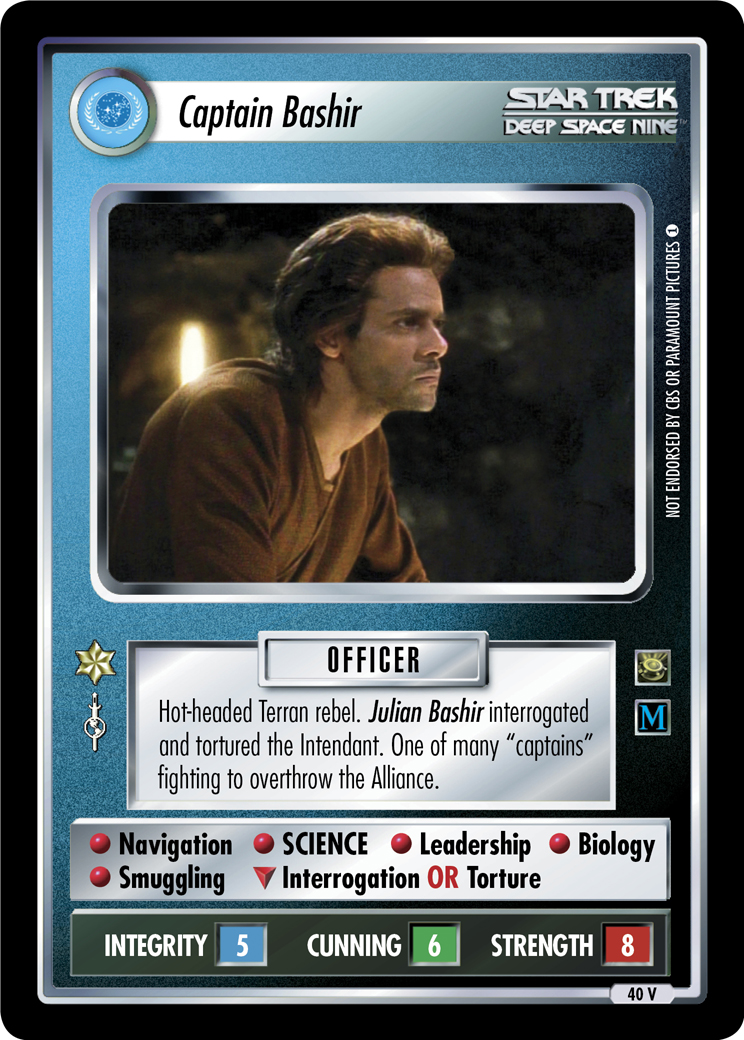 Captain Bashir
STAR TREK
DEEP SPACE NINE™
NOT ENDORSED BY CBS OR PARAMOUNT PICTURES 1
OFFICER
Hot-headed Terran rebel. Julian Bashir interrogated
and tortured the Intendant. One of many “captains”
fighting to overthrow the Alliance.
M
Navigation SCIENCE Leadership Biology
Smuggling Interrogation OR Torture
INTEGRITY 5 CUNNING 6 STRENGTH 8
40 V